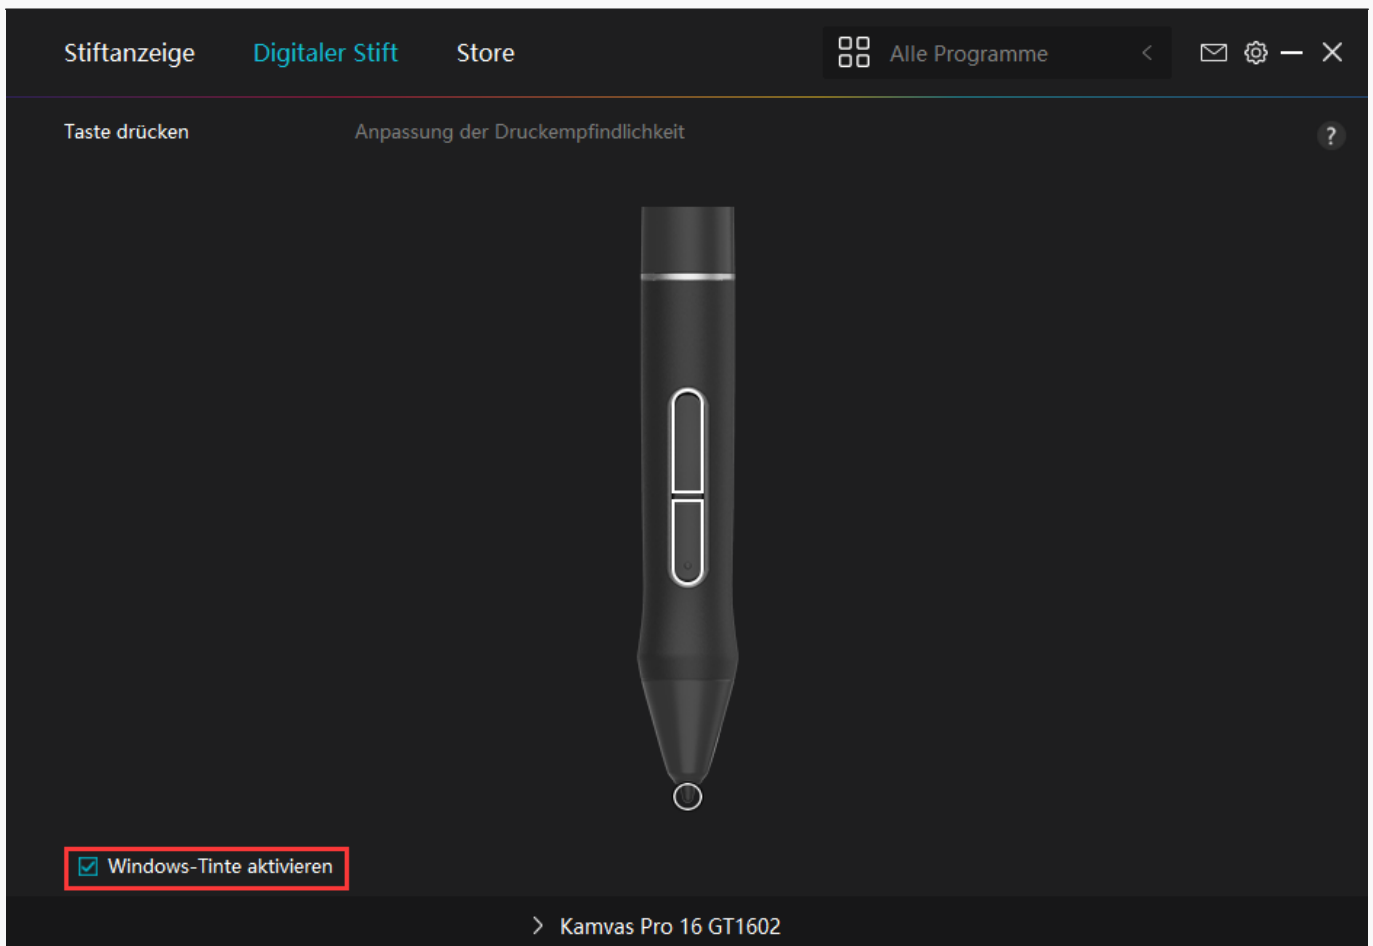 Stiftanzeige Digitaler Stift Store Alle Programme
Taste drücken Anpassung der Druckempfindlichkeit ?
Windows-Tinte aktivieren
Kamvas Pro 16 GT1602